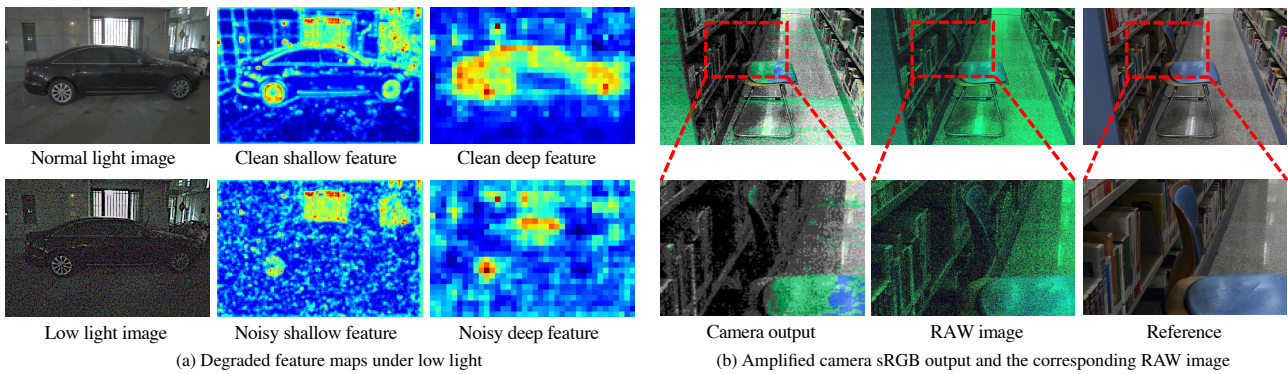 Normal light image
Clean shallow feature
Clean deep feature
Low light image
Noisy shallow feature
Noisy deep feature
(a) Degraded feature maps under low light
Camera output
RAW image
Reference
(b) Amplified camera sRGB output and the corresponding RAW image